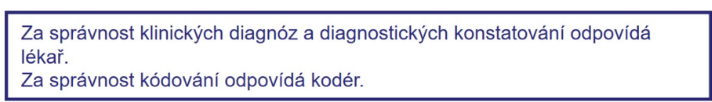 Za správnost klinických diagnóz a diagnostických konstatování odpovídá
lékař.
Za správnost kódování odpovídá kodér.